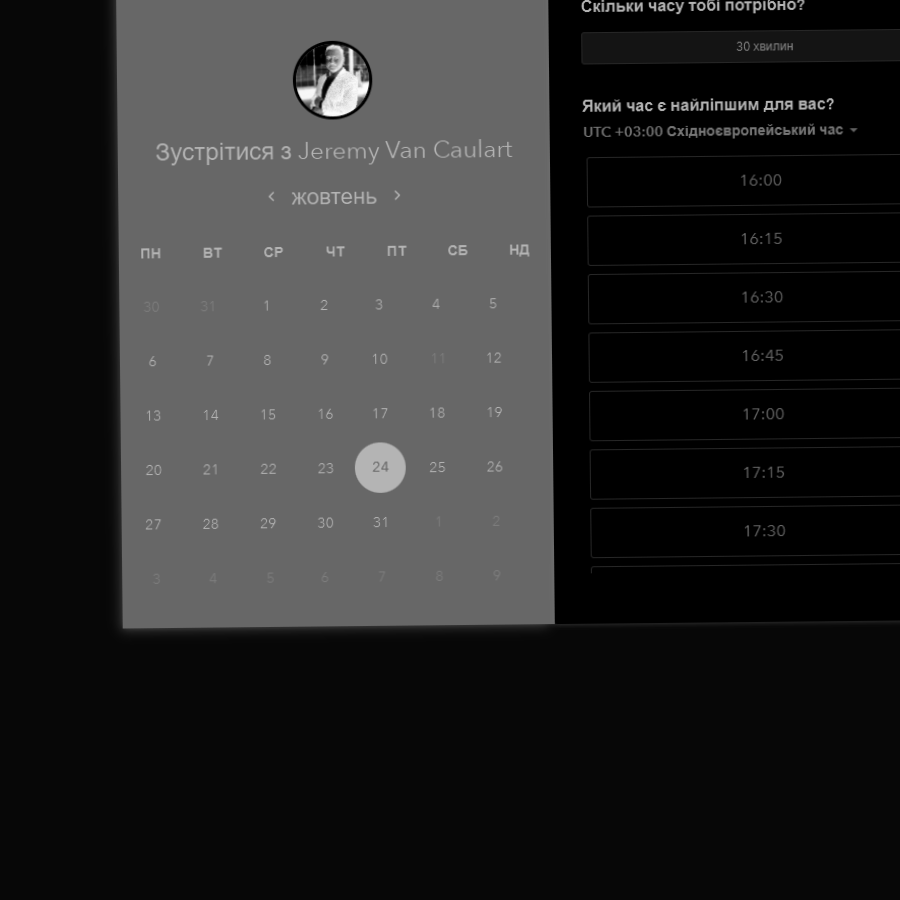 Зустрітися з Jeremy Van Caulart
жовтень
ПН ВТ СР ЧТ ПТ СБ НД
30 31 1 2 3 4 5
6 7 8 9 10 11 12
13 14 15 16 17 18 19
20 21 22 23 24 25 26
27 28 29 30 31 1 2
3 4 5 6 7 8 9
Скільки часу тобі потрібно?
30 хвилин
Який час є найліпшим для вас?
UTC +03:00 Східноєвропейський час
16:00
16:15
16:30
16:45
17:00
17:15
17:30